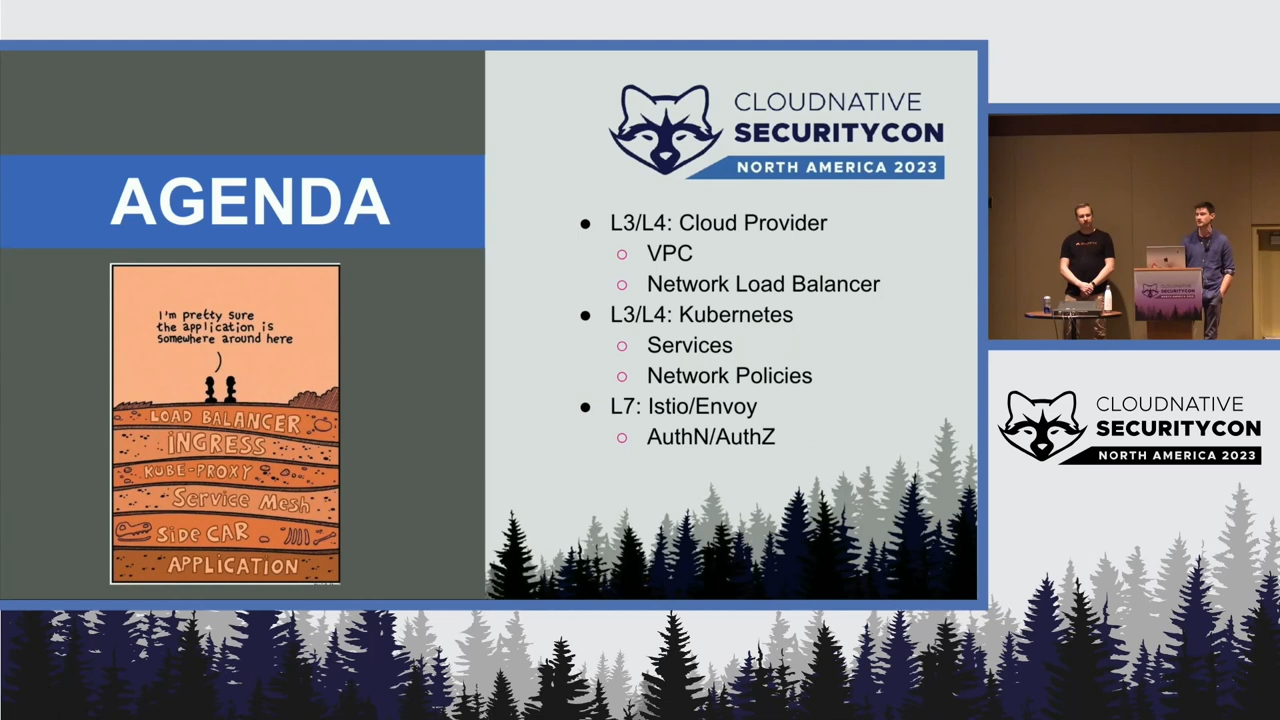 AGENDA
I'm pretty sure
the application is
somewhere around here
LOAD BALANCER
INGRESS
KUBE-PROXY
Service Mesh
Side CAR
APPLICATION
CLOUDNATIVE
SECURITYCON
NORTH AMERICA 2023
● L3/L4: Cloud Provider
○ VPC
○ Network Load Balancer
● L3/L4: Kubernetes
○ Services
○ Network Policies
● L7: Istio/Envoy
○ AuthN/AuthZ
CLOUDNATIVE
SECURITYCON
CLOUDNATIVE
SECURITYCON
NORTH AMERICA 2023